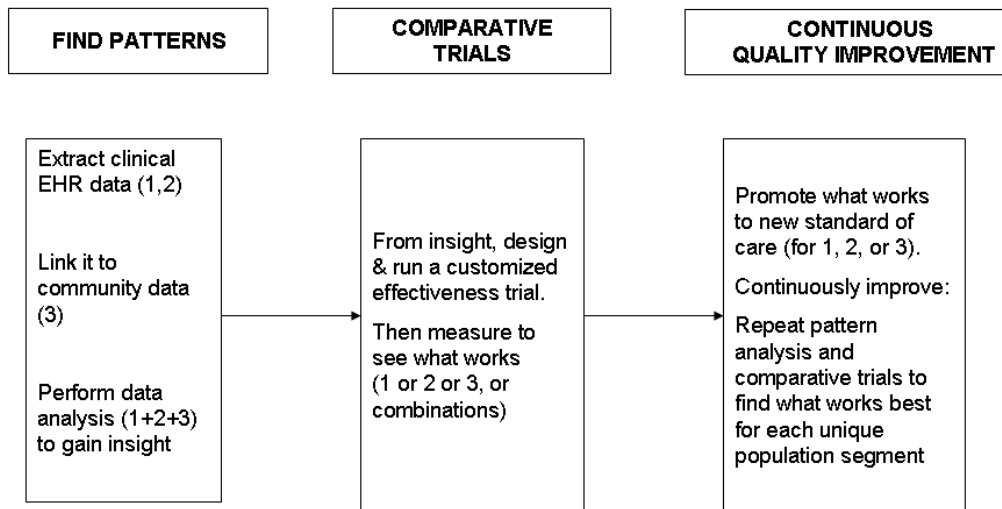 FIND PATTERNS
COMPARATIVE
TRIALS
CONTINUOUS
QUALITY IMPROVEMENT
Extract clinical
EHR data (1,2)
Link it to
community data
(3)
Perform data
analysis (1+2+3)
to gain insight
From insight, design
& run a customized
effectiveness trial.
Then measure to
see what works
(1 or 2 or 3, or
combinations)
Promote what works
to new standard of
care (for 1, 2, or 3).
Continuously improve:
Repeat pattern
analysis and
comparative trials to
find what works best
for each unique
population segment